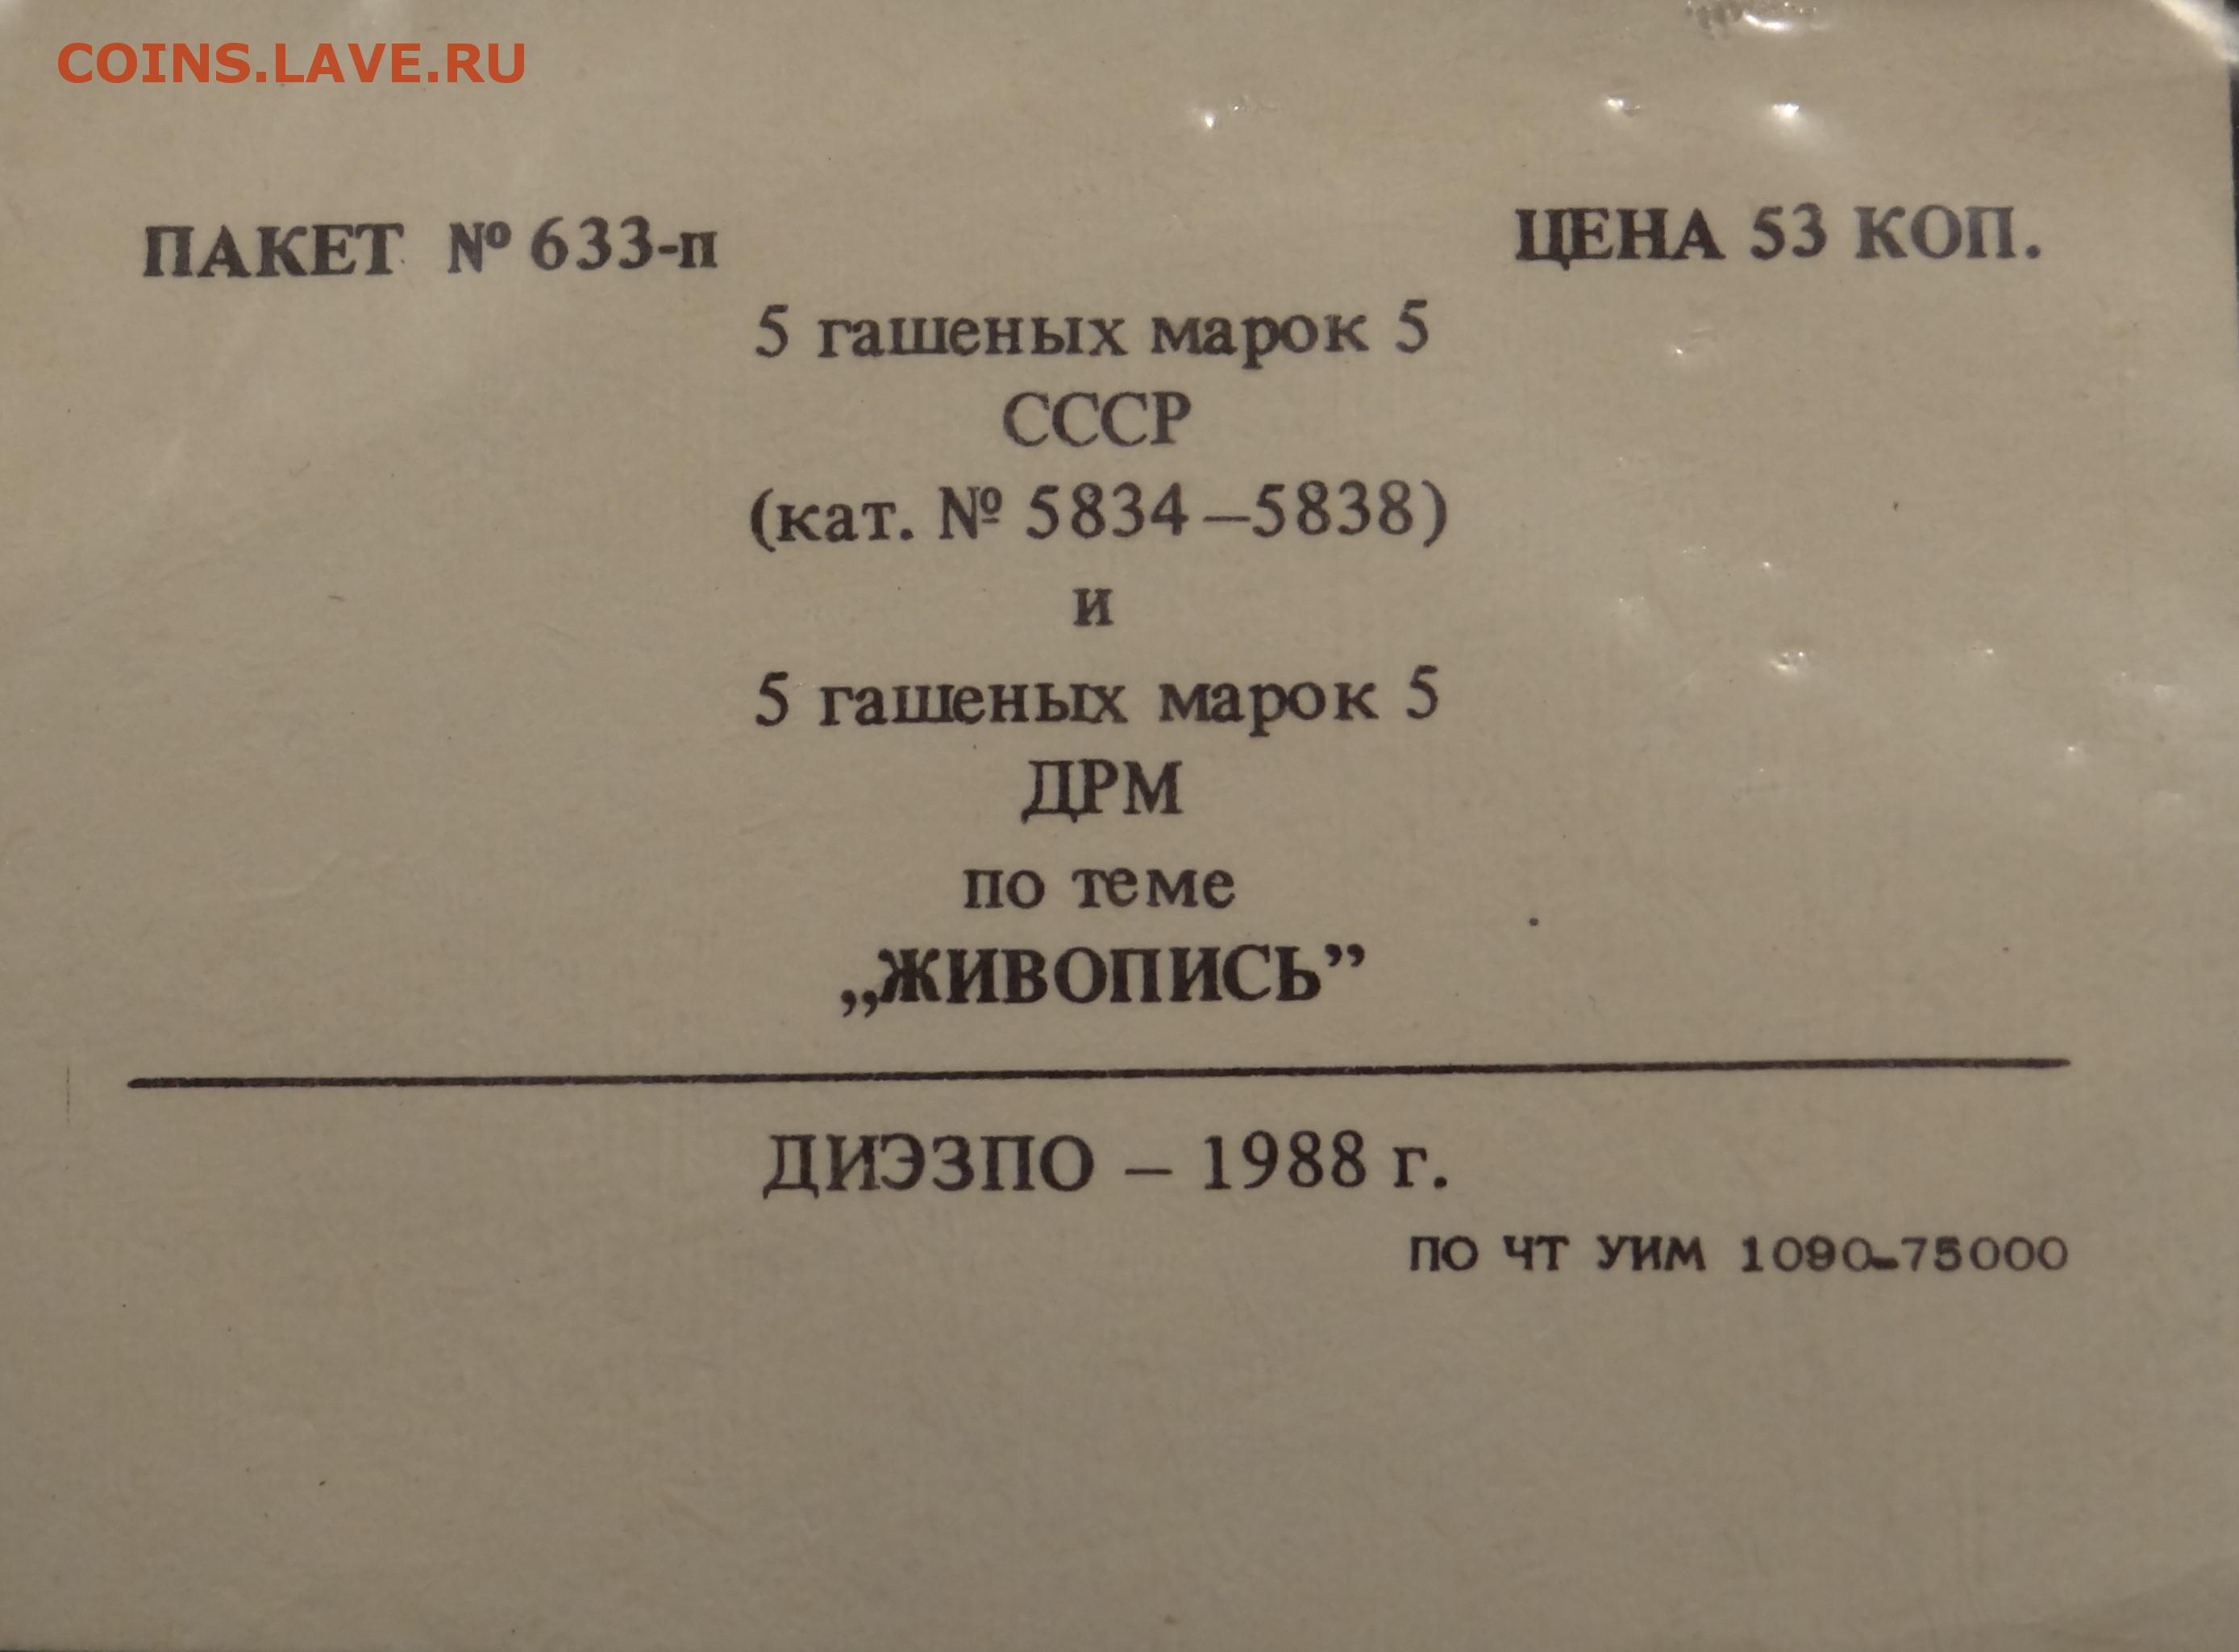 COINS.LAVE.RU
ПАКЕТ № 633-п ЦЕНА 53 КОП.
5 гашеных марок 5
СССР
(кат. № 5834–5838)
и
5 гашеных марок 5
ДРМ
по теме
„ЖИВОПИСЬ”
ДИЭЗПО – 1988 г.
ПО ЧТ УИМ 1090-75000